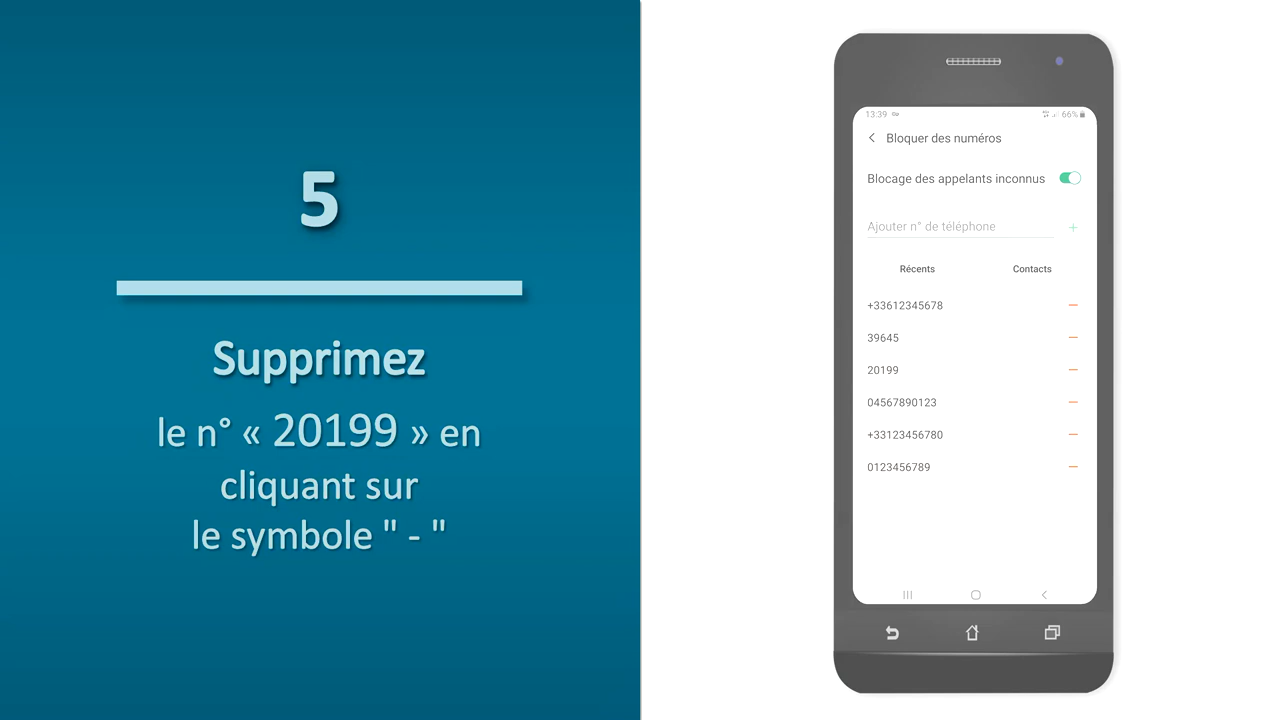 5
Supprimez
le n° « 20199 » en
cliquant sur
le symbole " - "
13:39
66%
Bloquer des numéros
Blocage des appelants inconnus
Ajouter n° de téléphone +
Récents Contacts
+33612345678 –
39645 –
20199 –
04567890123 –
+33123456780 –
0123456789 –